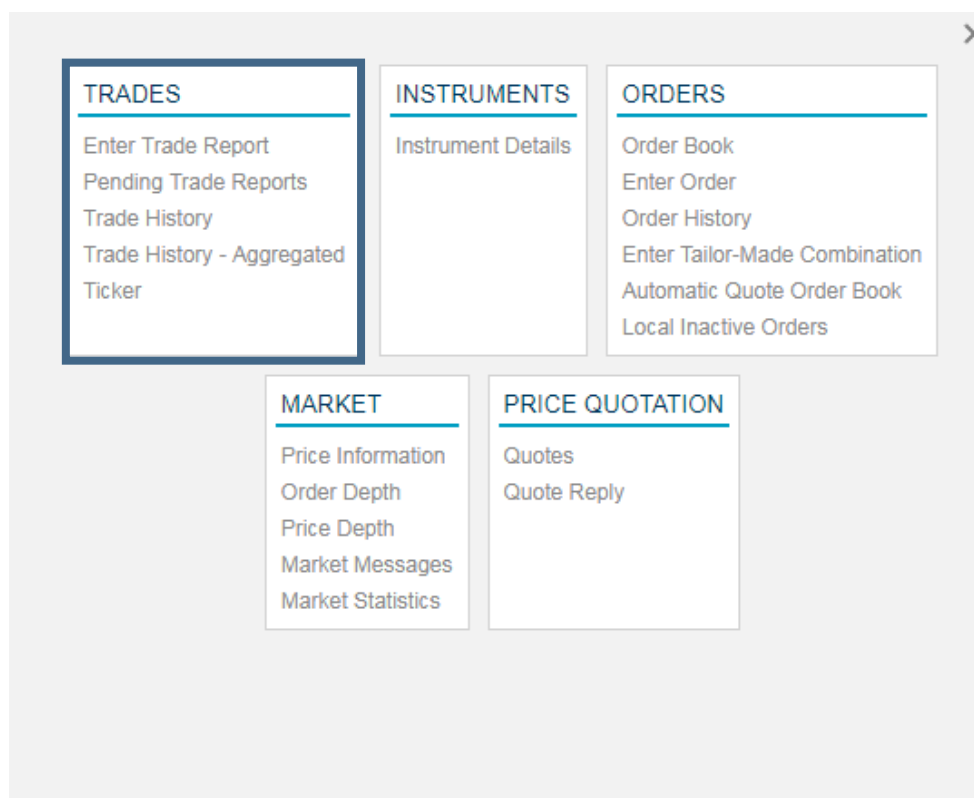 TRADES
Enter Trade Report
Pending Trade Reports
Trade History
Trade History - Aggregated
Ticker
INSTRUMENTS
Instrument Details
ORDERS
Order Book
Enter Order
Order History
Enter Tailor-Made Combination
Automatic Quote Order Book
Local Inactive Orders
MARKET
Price Information
Order Depth
Price Depth
Market Messages
Market Statistics
PRICE QUOTATION
Quotes
Quote Reply